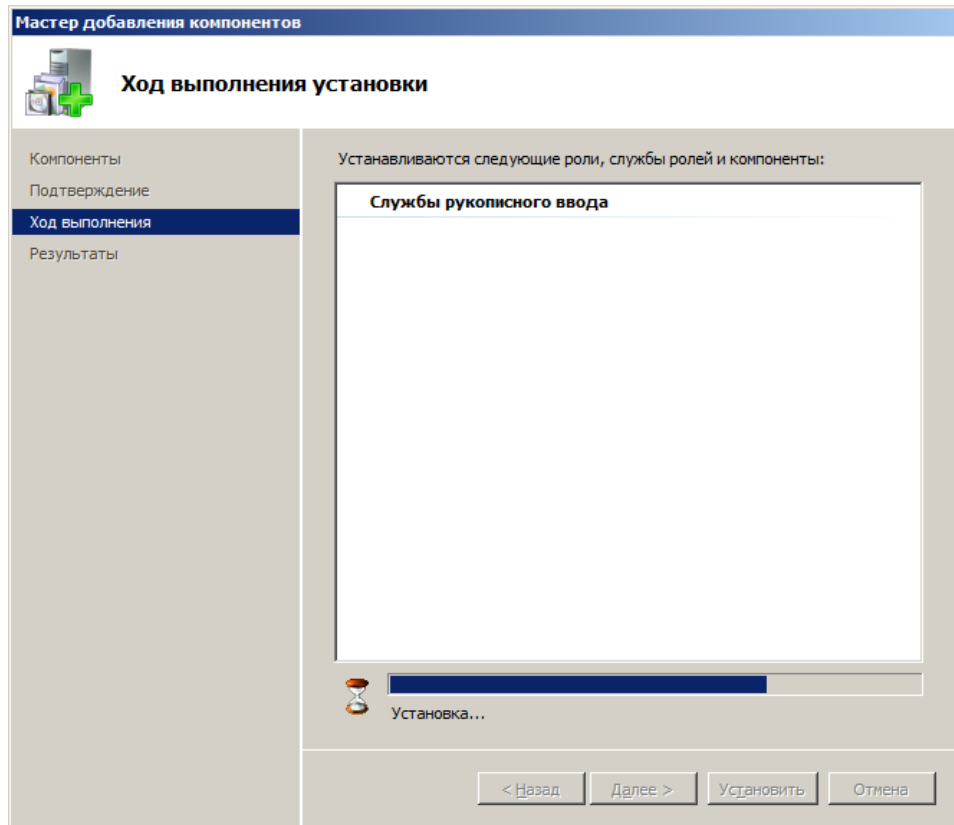 Мастер добавления компонентов
Ход выполнения установки
Компоненты
Подтверждение
Ход выполнения
Результаты
Устанавливаются следующие роли, службы ролей и компоненты:
Службы рукописного ввода
Установка...
< Назад
Далее >
Установить
Отмена